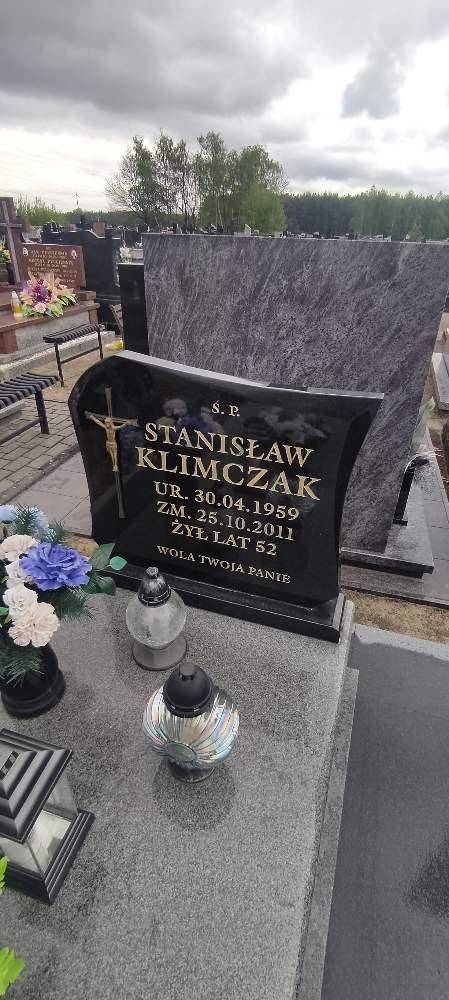 Ś. P.
STANISŁAW
KLIMCZAK
UR. 30.04.1959
ZM. 25.10.2011
ŻYŁ LAT 52
WOLA TWOJA PANIE